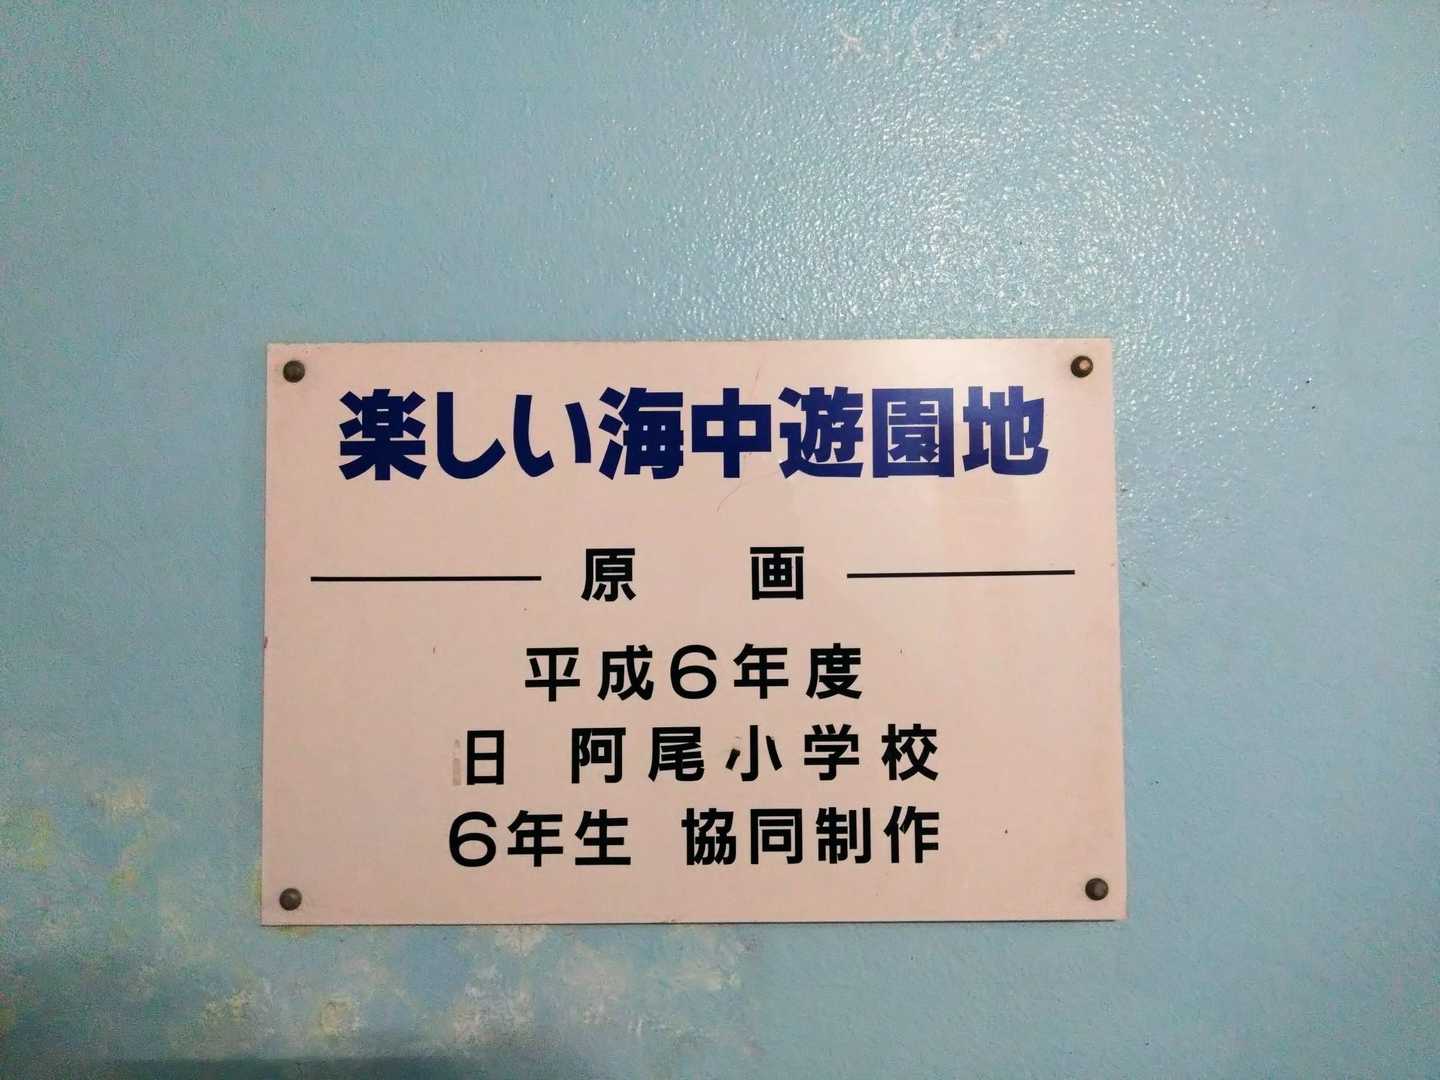 楽しい海中遊園地
原 画
平成6年度
日 阿尾小学校
6年生 協同制作